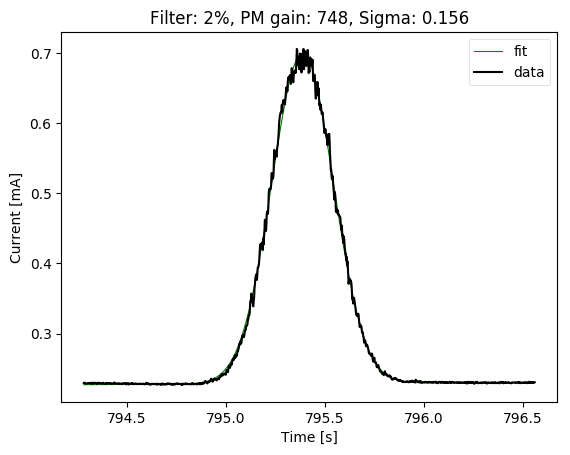 Filter: 2%, PM gain: 748, Sigma: 0.156
fit
data
0.7
0.6
0.5
0.4
0.3
Current [mA]
794.5
795.0
795.5
796.0
796.5
Time [s]